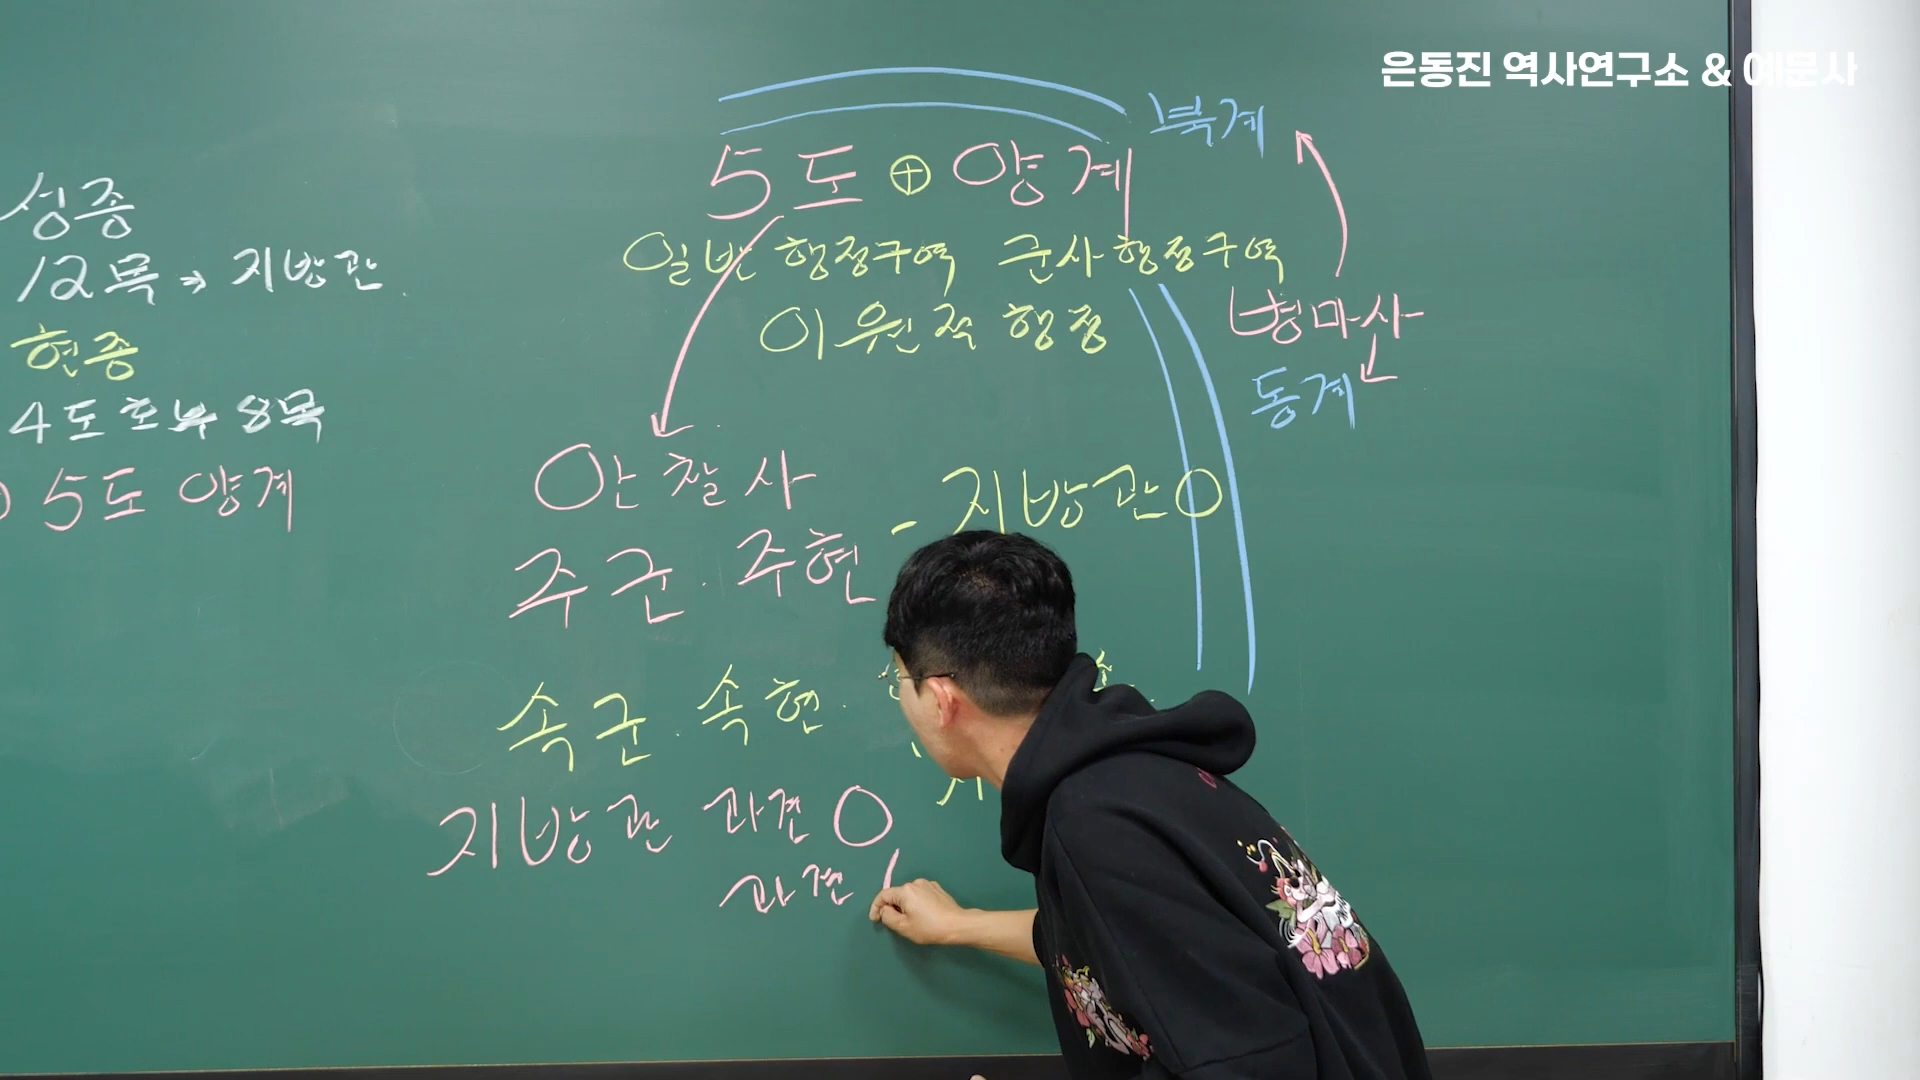 은동진 역사연구소 & 예문사
성종
12목 → 지방관
현종
4도호부 8목
5도 양계
북계
5도 ⊕ 양계
일반 행정구역 군사행정구역
이원적 행정
병마사
동계
안찰사
주군·주현 - 지방관O
속군·속현·
지방관 파견 O
파견